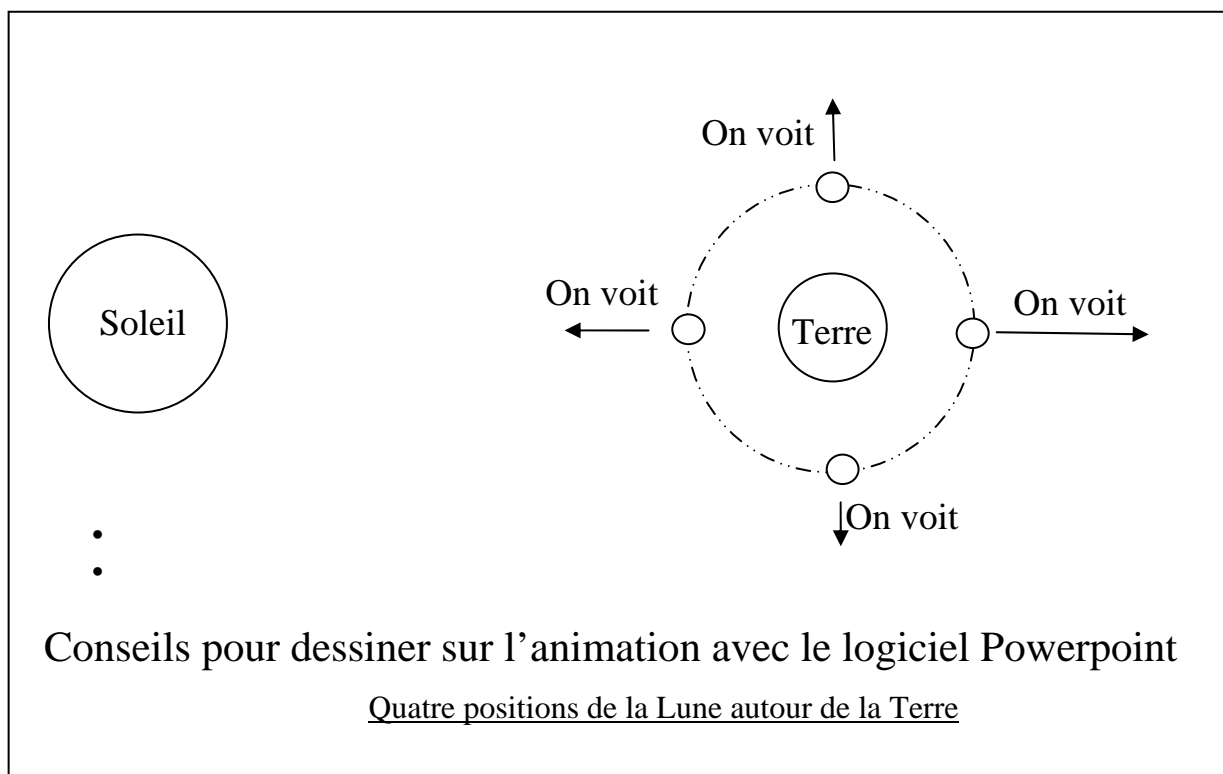 On voit
On voit
On voit
Soleil
Terre
On voit
•
•
Conseils pour dessiner sur l’animation avec le logiciel Powerpoint
Quatre positions de la Lune autour de la Terre